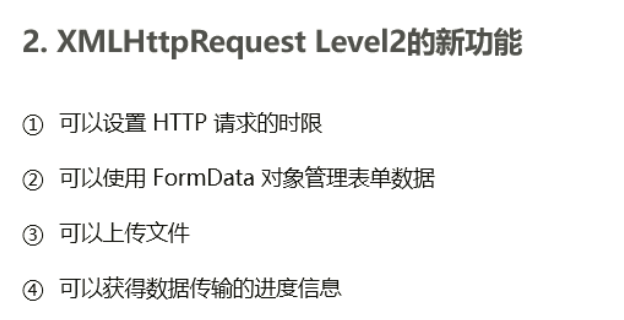 2. XMLHttpRequest Level2的新功能
① 可以设置 HTTP 请求的时限
② 可以使用 FormData 对象管理表单数据
③ 可以上传文件
④ 可以获得数据传输的进度信息